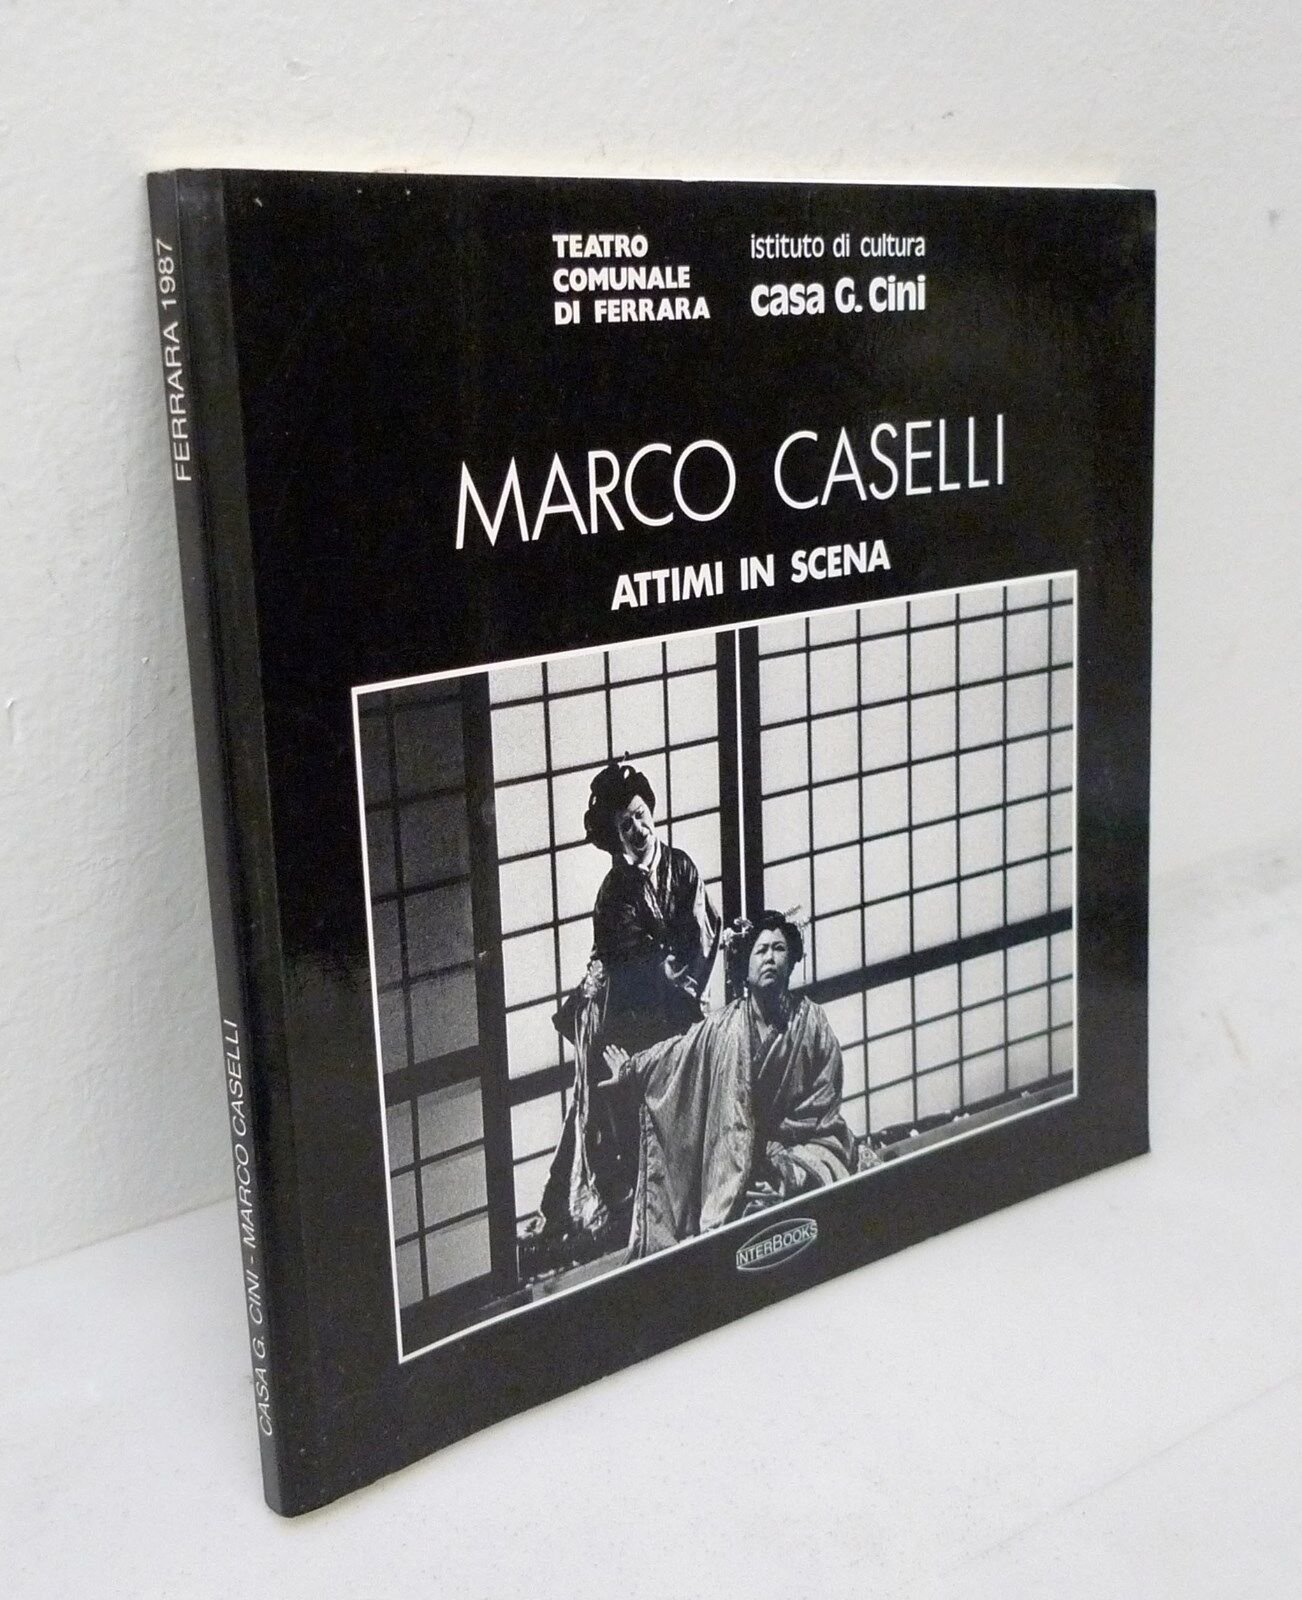 TEATRO
COMUNALE
DI FERRARA
istituto di cultura
casa G. Cini
MARCO CASELLI
ATTIMI IN SCENA
INTERBOOKS
FERRARA 1987
CASA G. CINI - MARCO CASELLI